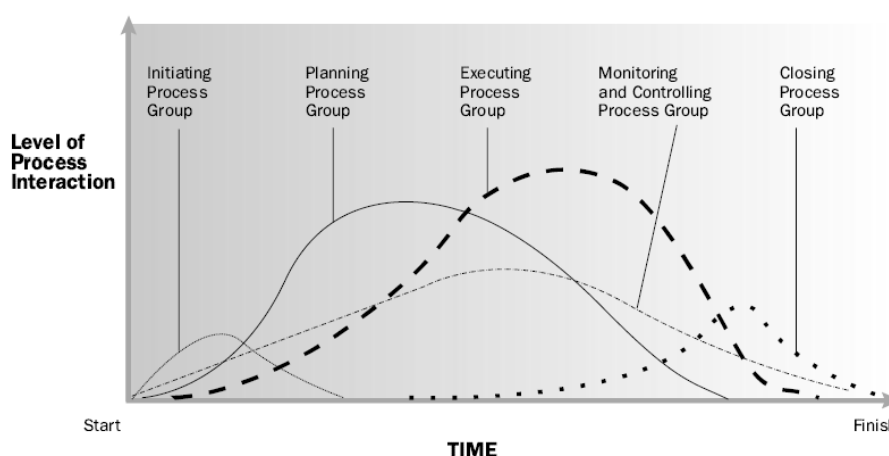 Initiating
Process
Group
Planning
Process
Group
Executing
Process
Group
Monitoring
and Controlling
Process Group
Closing
Process
Group
Level of
Process
Interaction
Start
Finish
TIME